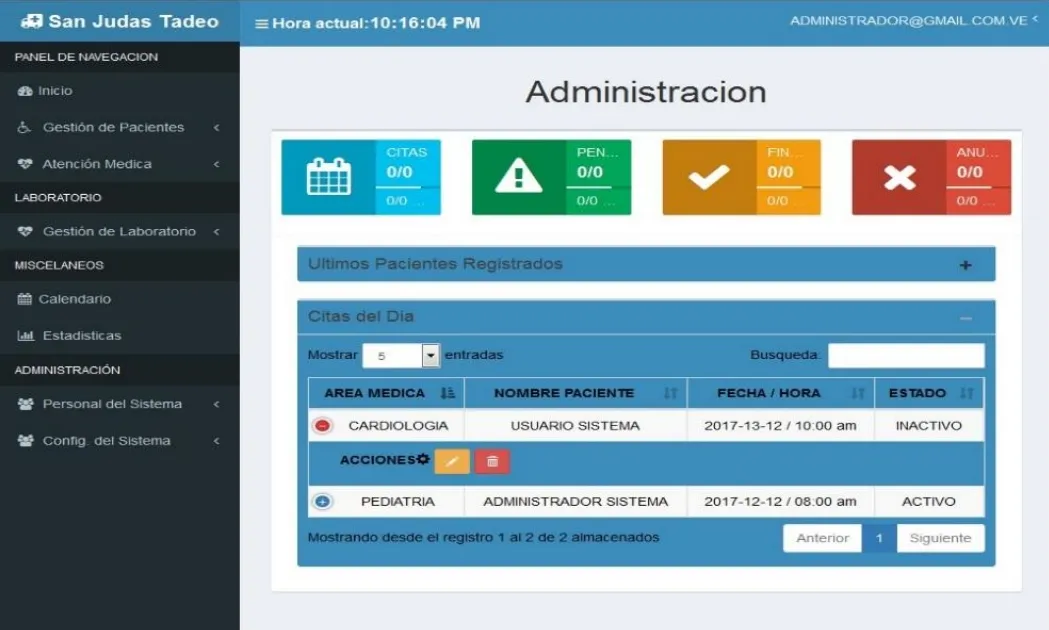 San Judas Tadeo
Hora actual:10:16:04 PM
ADMINISTRADOR@GMAIL.COM.VE
PANEL DE NAVEGACION
Inicio
Gestión de Pacientes
Atención Medica
LABORATORIO
Gestión de Laboratorio
MISCELANEOS
Calendario
Estadisticas
ADMINISTRACIÓN
Personal del Sistema
Config. del Sistema
Administracion
CITAS
0/0
0/0 ...
PEN...
0/0
0/0 ...
FIN...
0/0
0/0 ...
ANU...
0/0
0/0 ...
Ultimos Pacientes Registrados
Citas del Dia
Mostrar 5 entradas Busqueda:
AREA MEDICA NOMBRE PACIENTE FECHA / HORA ESTADO
CARDIOLOGIA USUARIO SISTEMA 2017-13-12 / 10:00 am INACTIVO
ACCIONES
PEDIATRIA ADMINISTRADOR SISTEMA 2017-12-12 / 08:00 am ACTIVO
Mostrando desde el registro 1 al 2 de 2 almacenados
Anterior 1 Siguiente